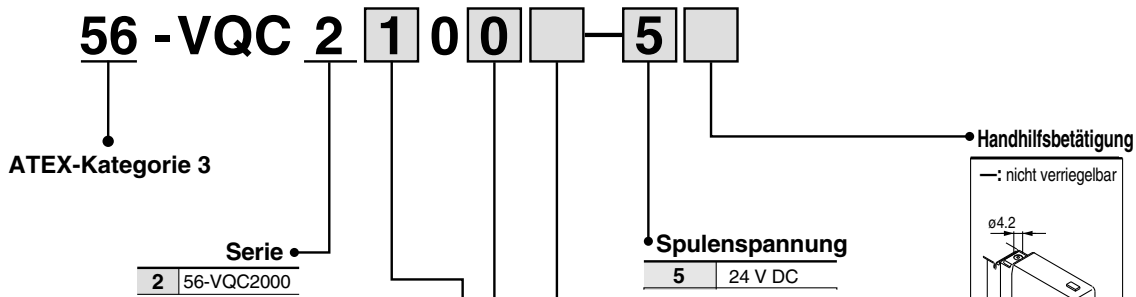 56 - VQC 2 1 0 0 — 5
ATEX-Kategorie 3
Handhilfsbetätigung
—: nicht verriegelbar
ø4.2
Serie
2 56-VQC2000
Spulenspannung
5 24 V DC